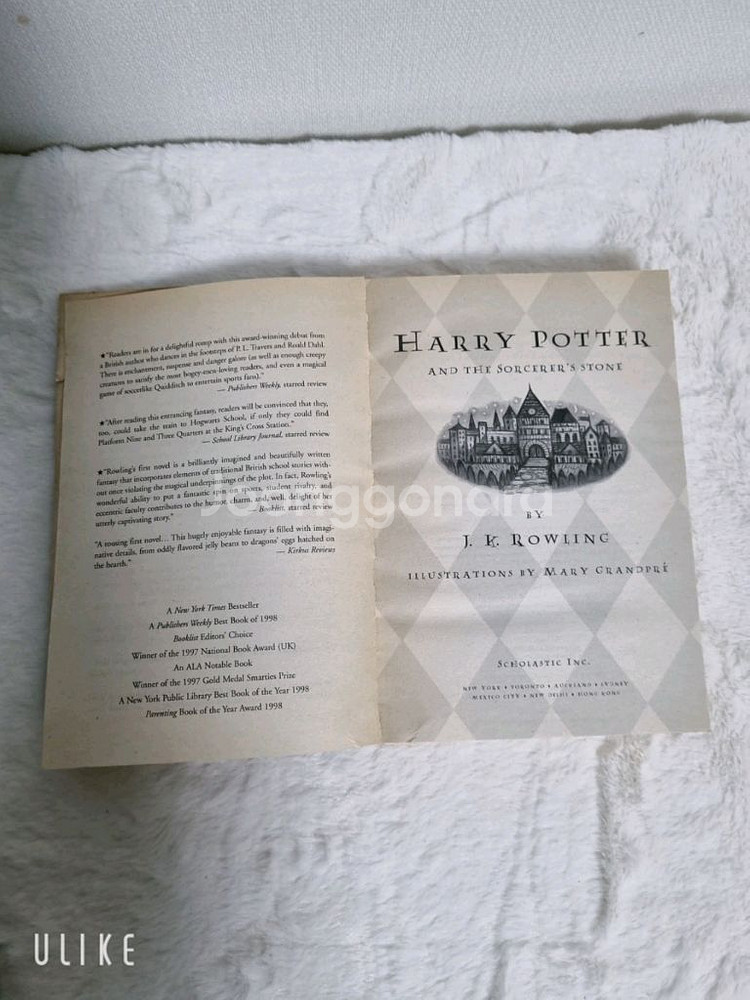 ★"Readers are in for a delightful romp with this award-winning debut from
a British author who dances in the footsteps of P. L. Travers and Roald Dahl.
There is enchantment, suspense and danger galore (as well as enough creepy
creatures to satisfy the most bogey-men-loving readers, and even a magical
game of soccerlike Quidditch to entertain sports fans)."
— Publishers Weekly, starred review
★"After reading this entrancing fantasy, readers will be convinced that they,
too, could take the train to Hogwarts School, if only they could find
Platform Nine and Three Quarters at the King's Cross Station."
— School Library Journal, starred review
★"Rowling's first novel is a brilliantly imagined and beautifully written
fantasy that incorporates elements of traditional British school stories with-
out once violating the magical underpinnings of the plot. In fact, Rowling's
wonderful ability to put a fantastic spin on sports, student rivalry, and
eccentric faculty contributes to the humor, charm, and, well, delight of her
utterly captivating story."
— Booklist, starred review
"A rousing first novel... This hugely enjoyable fantasy is filled with imagi-
native details, from oddly flavored jelly beans to dragons' eggs hatched on
the hearth."
— Kirkus Reviews
A New York Times Bestseller
A Publishers Weekly Best Book of 1998
Booklist Editors' Choice
Winner of the 1997 National Book Award (UK)
An ALA Notable Book
Winner of the 1997 Gold Medal Smarties Prize
A New York Public Library Best Book of the Year 1998
Parenting Book of the Year Award 1998
HARRY POTTER
AND THE SORCERER'S STONE
BY
J. K. ROWLING
ILLUSTRATIONS BY MARY GRANDPRÉ
SCHOLASTIC INC.
NEW YORK • TORONTO • AUCKLAND • SYDNEY
MEXICO CITY • NEW DELHI • HONG KONG
joonggonara
ULIKE